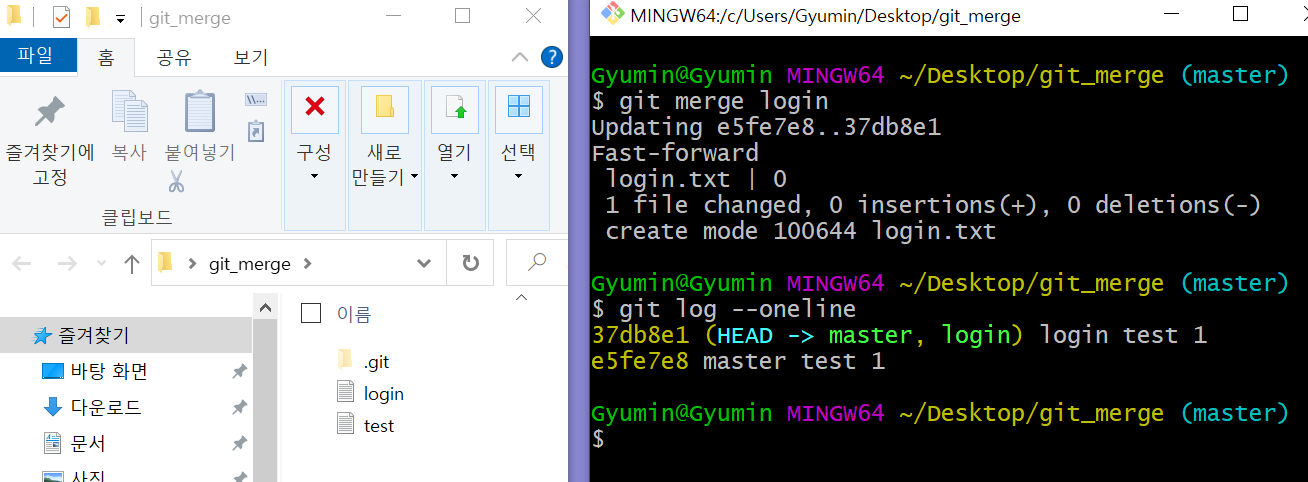 git_merge
파일 홈 공유 보기
즐겨찾기에 고정
복사
붙여넣기
클립보드
구성
새로 만들기
열기
선택
git_merge
이름
즐겨찾기
바탕 화면
다운로드
문서
사진
.git
login
test
MINGW64:/c/Users/Gyumin/Desktop/git_merge
Gyumin@Gyumin MINGW64 ~/Desktop/git_merge (master)
$ git merge login
Updating e5fe7e8..37db8e1
Fast-forward
 login.txt | 0
 1 file changed, 0 insertions(+), 0 deletions(-)
 create mode 100644 login.txt
Gyumin@Gyumin MINGW64 ~/Desktop/git_merge (master)
$ git log --oneline
37db8e1 (HEAD -> master, login) login test 1
e5fe7e8 master test 1
Gyumin@Gyumin MINGW64 ~/Desktop/git_merge (master)
$